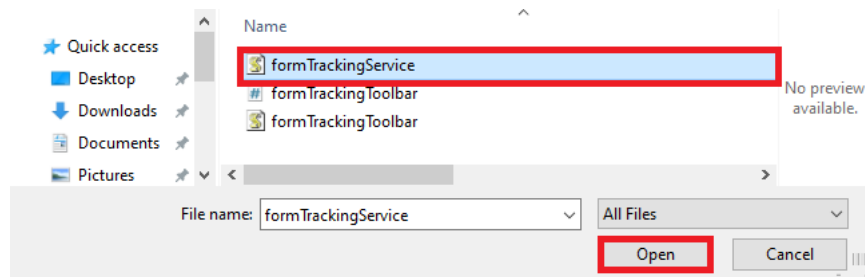 Name
Quick access
formTrackingService
Desktop
No preview
available.
# formTrackingToolbar
Downloads
formTrackingToolbar
Documents
Pictures
File name: formTrackingService All Files
Open Cancel